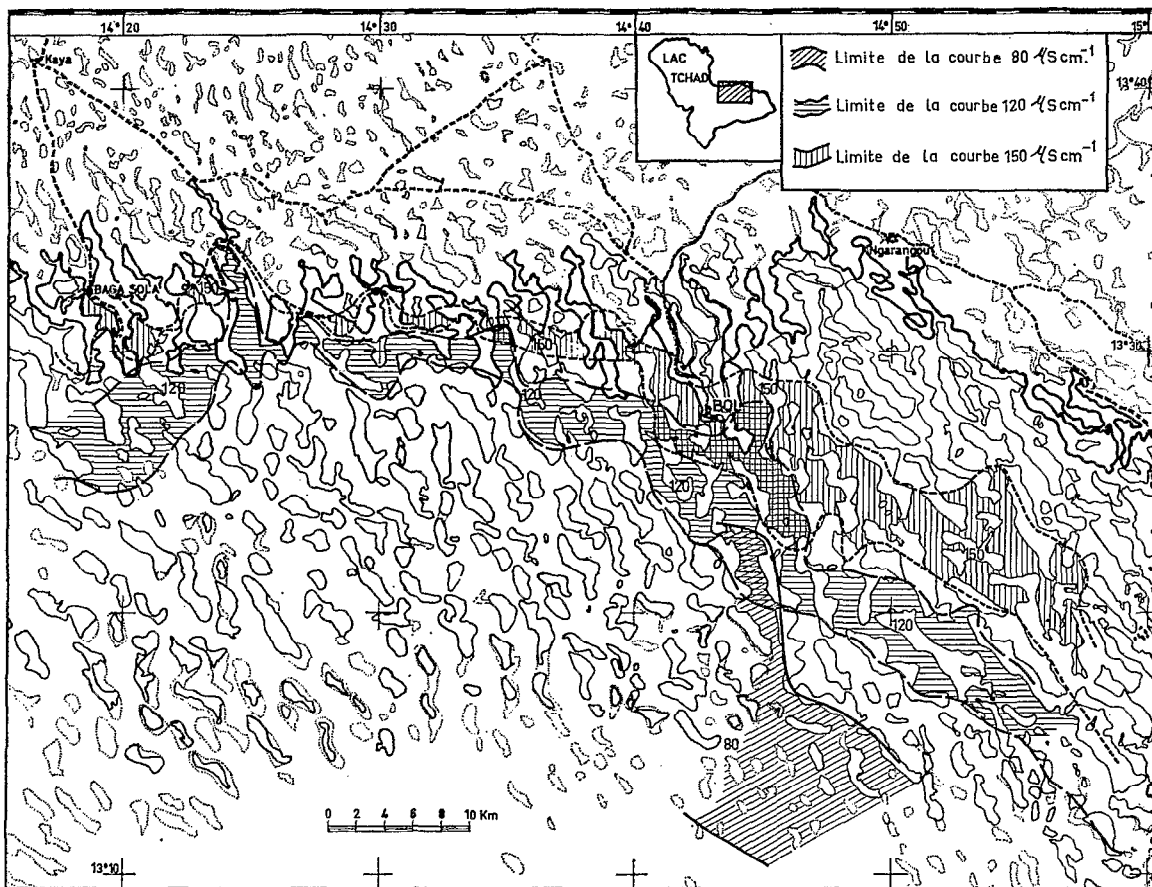 14° 20
14° 30
14° 40
14° 50
15°
Kaya
LAC
TCHAD
Limite de la courbe 80 µS cm.⁻¹
Limite de la courbe 120 µS cm⁻¹
Limite de la courbe 150 µS cm⁻¹
13° 40
Ngarangou
BAGA SOLA
150
13° 30
150
120
120
BOL
150
120
150
120
80
0 2 4 6 8 10 Km
13° 10